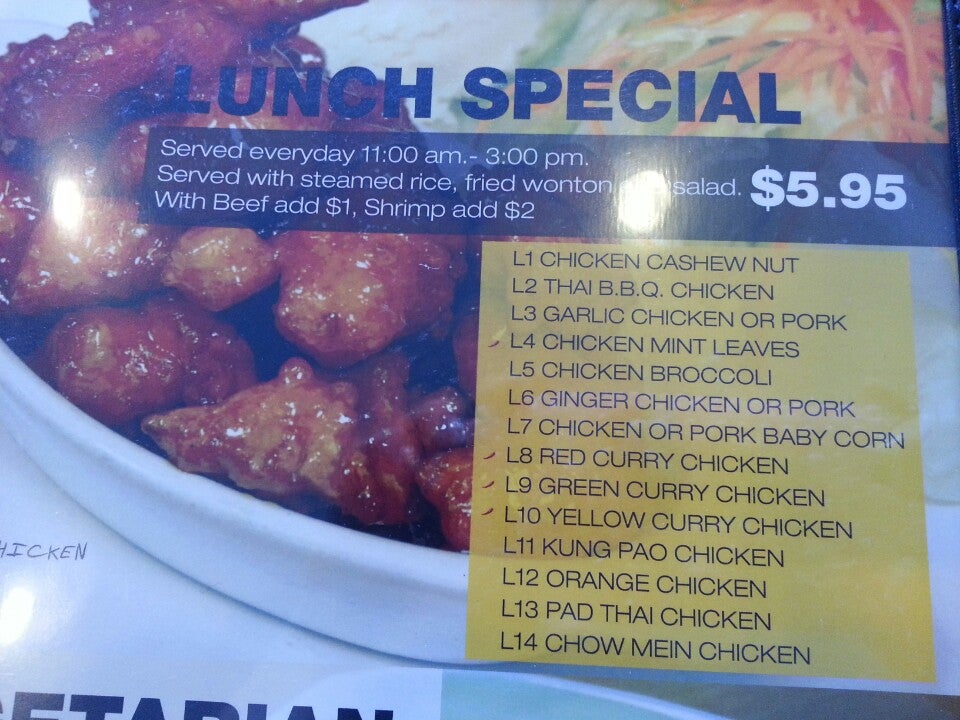 LUNCH SPECIAL
Served everyday 11:00 am.- 3:00 pm.
Served with steamed rice, fried wonton salad. $5.95
With Beef add $1, Shrimp add $2
L1 CHICKEN CASHEW NUT
L2 THAI B.B.Q. CHICKEN
L3 GARLIC CHICKEN OR PORK
L4 CHICKEN MINT LEAVES
L5 CHICKEN BROCCOLI
L6 GINGER CHICKEN OR PORK
L7 CHICKEN OR PORK BABY CORN
L8 RED CURRY CHICKEN
L9 GREEN CURRY CHICKEN
L10 YELLOW CURRY CHICKEN
L11 KUNG PAO CHICKEN
L12 ORANGE CHICKEN
L13 PAD THAI CHICKEN
L14 CHOW MEIN CHICKEN
HICKEN
GETARIAN